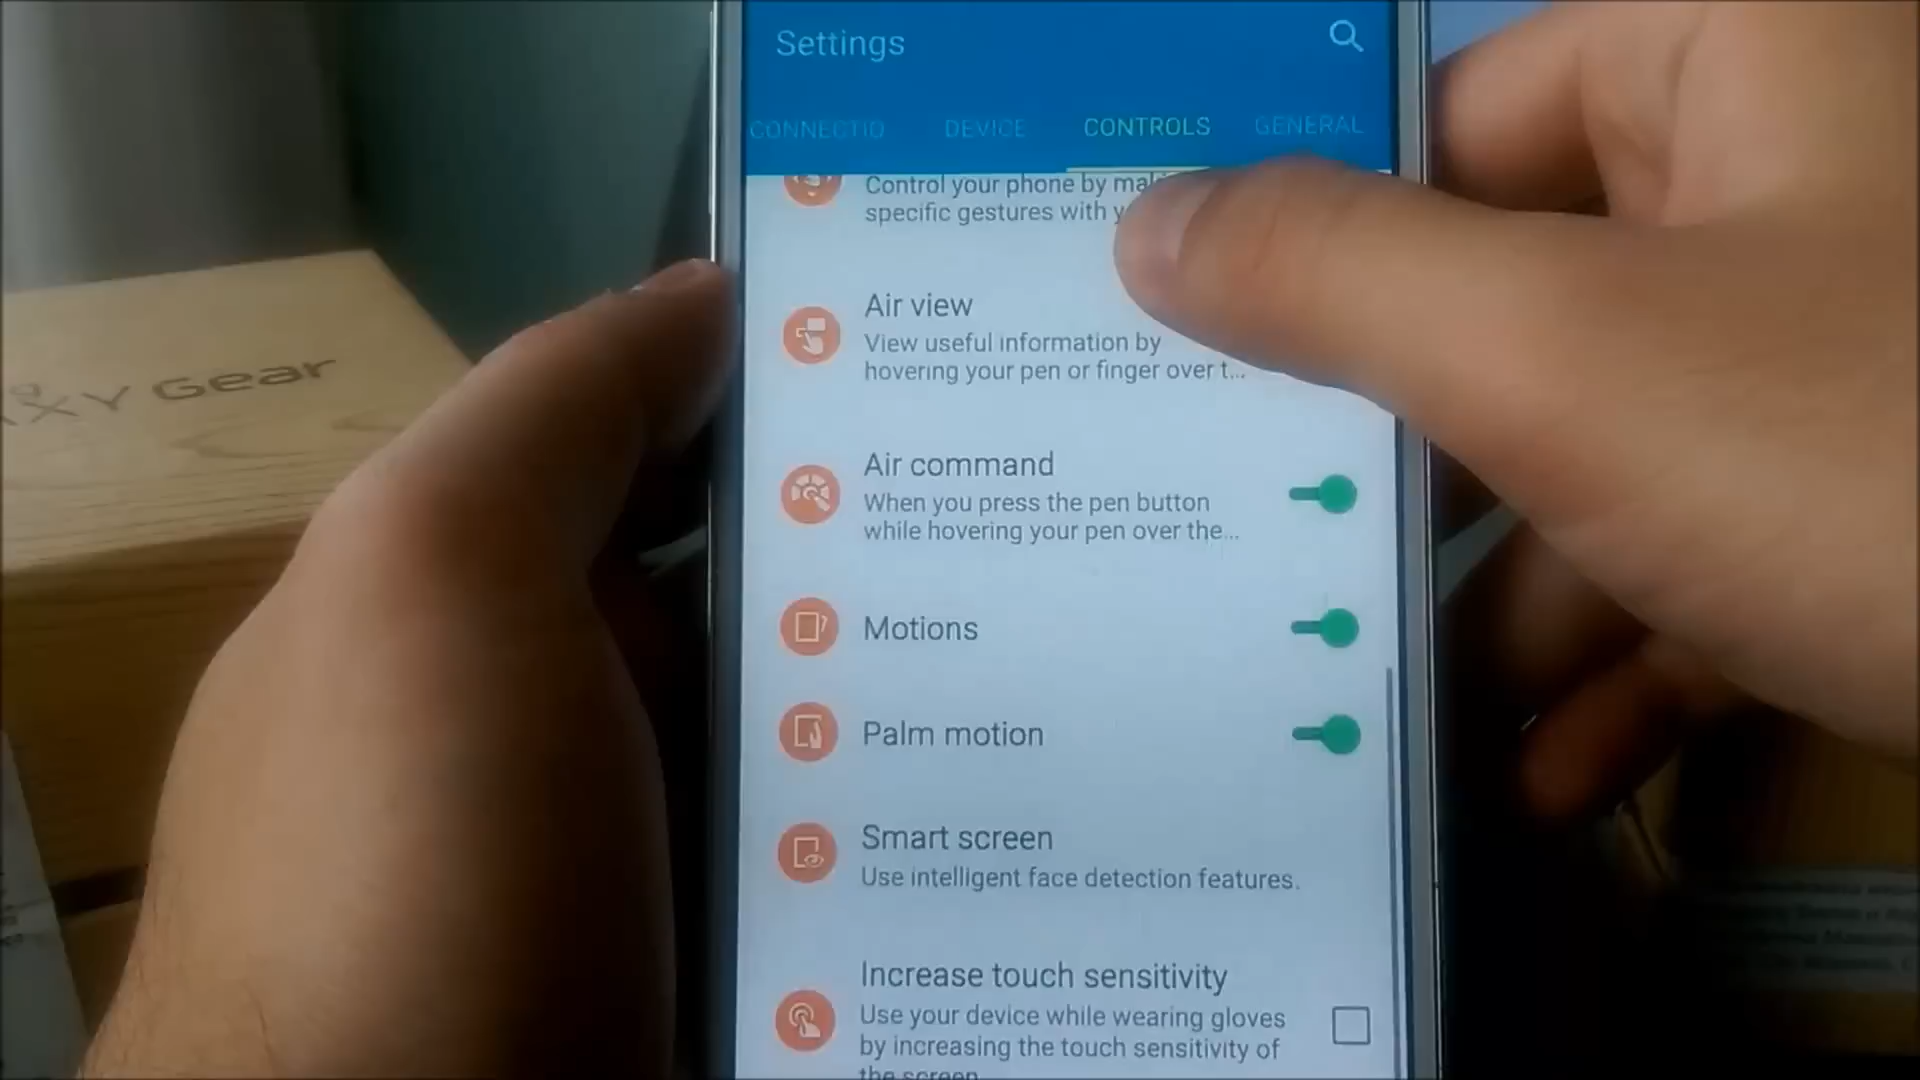 Settings
CONNECTIO
DEVICE
CONTROLS
GENERAL
Control your phone by
specific gestures with
Air view
View useful information by
hovering your pen or finger over t...
Air command
When you press the pen button
while hovering your pen over the...
Motions
Palm motion
Smart screen
Use intelligent face detection features.
Increase touch sensitivity
Use your device while wearing gloves
by increasing the touch sensitivity of
the screen
XY Gear